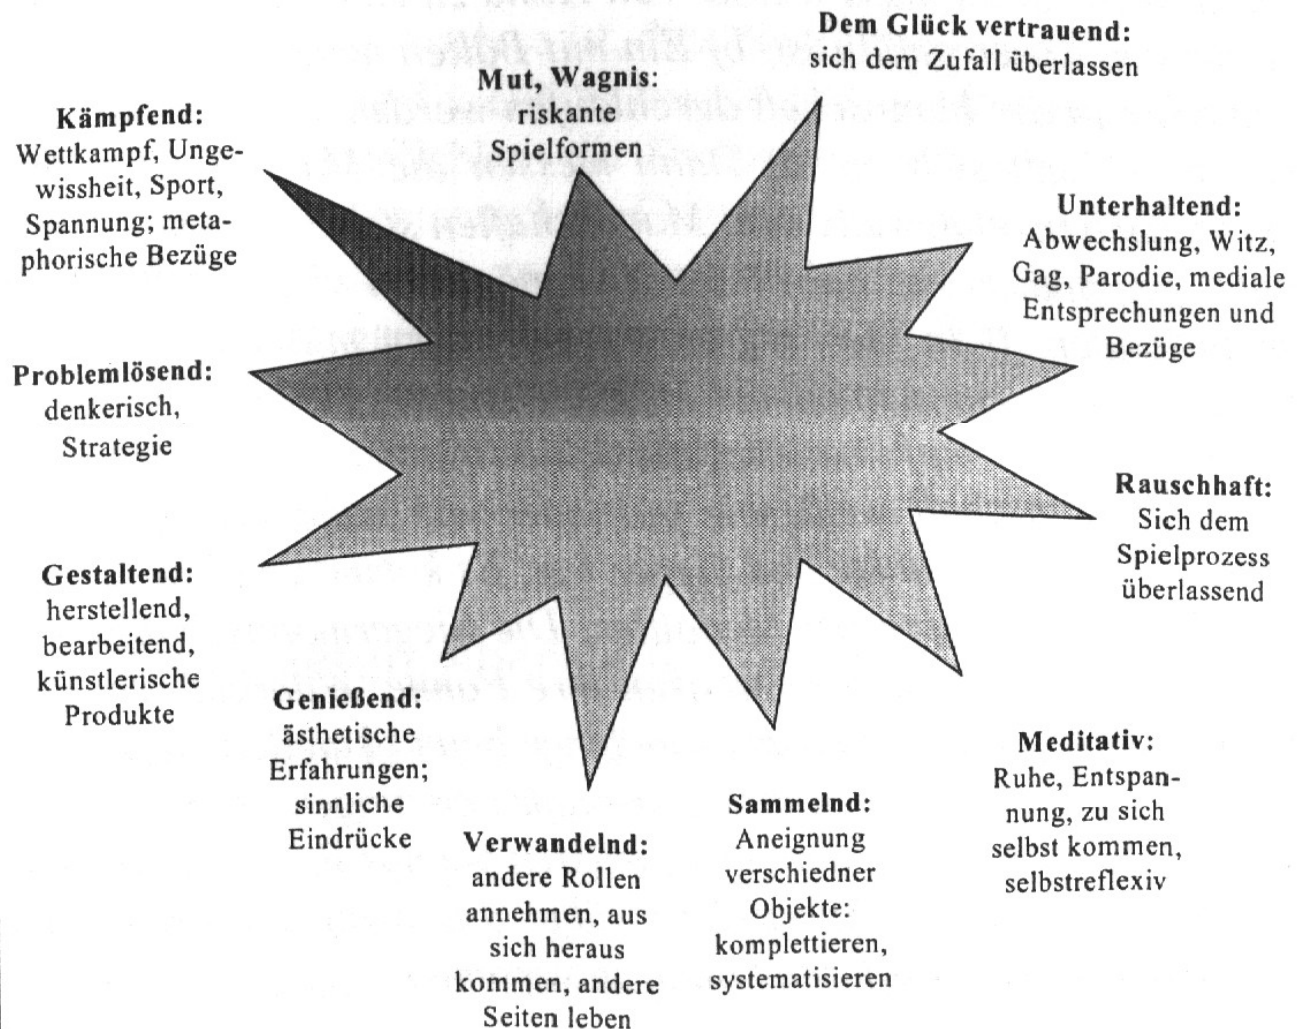 Dem Glück vertrauend:
sich dem Zufall überlassen
Mut, Wagnis:
riskante
Spielformen
Kämpfend:
Wettkampf, Unge-
wissheit, Sport,
Spannung; meta-
phorische Bezüge
Unterhaltend:
Abwechslung, Witz,
Gag, Parodie, mediale
Entsprechungen und
Bezüge
Problemlösend:
denkerisch,
Strategie
Rauschhaft:
Sich dem
Spielprozess
überlassend
Gestaltend:
herstellend,
bearbeitend,
künstlerische
Produkte
Genießend:
ästhetische
Erfahrungen;
sinnliche
Eindrücke
Verwandelnd:
andere Rollen
annehmen, aus
sich heraus
kommen, andere
Seiten leben
Sammelnd:
Aneignung
verschiedner
Objekte:
komplettieren,
systematisieren
Meditativ:
Ruhe, Entspan-
nung, zu sich
selbst kommen,
selbstreflexiv